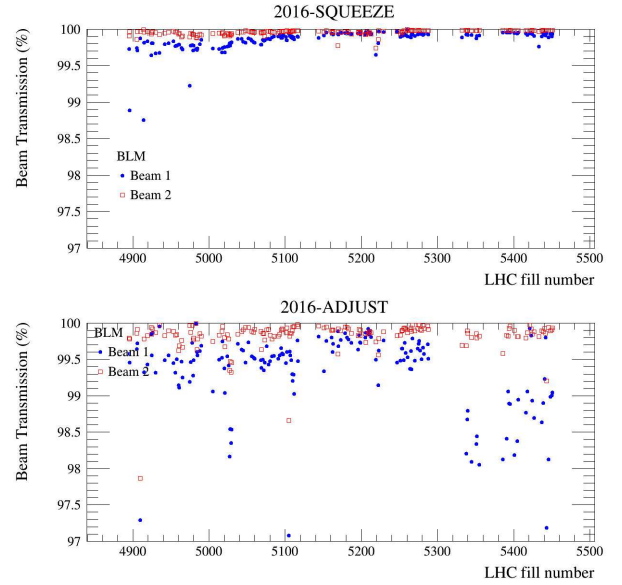 2016-SQUEEZE
Beam Transmission (%)
100
99.5
99
98.5
98
97.5
97
BLM
Beam 1
Beam 2
4900 5000 5100 5200 5300 5400 5500
LHC fill number
2016-ADJUST
Beam Transmission (%)
100
99.5
99
98.5
98
97.5
97
BLM
Beam 1
Beam 2
4900 5000 5100 5200 5300 5400 5500
LHC fill number